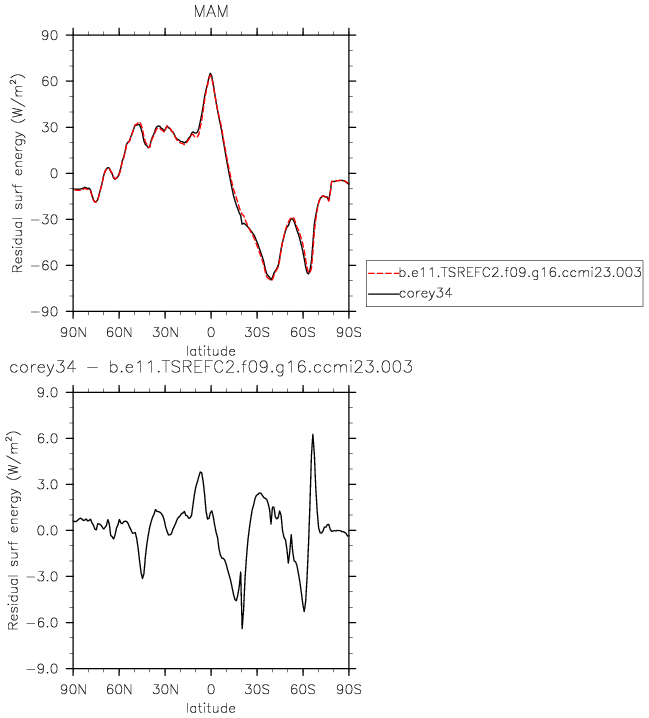 MAM
90
60
30
0
−30
−60
−90
Residual surf energy (W/m²)
90N 60N 30N 0 30S 60S 90S
latitude
b.e11.TSREFC2.f09.g16.ccmi23.003
corey34
corey34 − b.e11.TSREFC2.f09.g16.ccmi23.003
9.0
6.0
3.0
0.0
−3.0
−6.0
−9.0
Residual surf energy (W/m²)
90N 60N 30N 0 30S 60S 90S
latitude